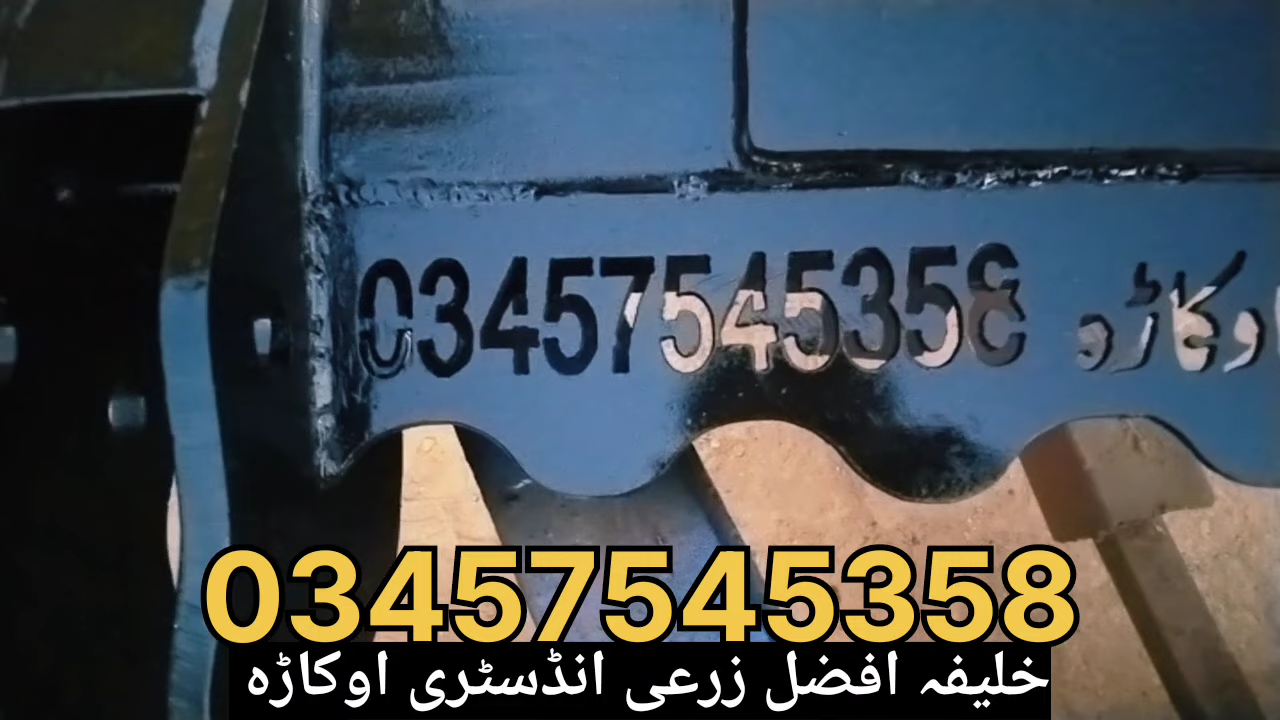 03457545358 اوکاڑہ
03457545358
خلیفہ افضل زرعی انڈسٹری اوکاڑہ